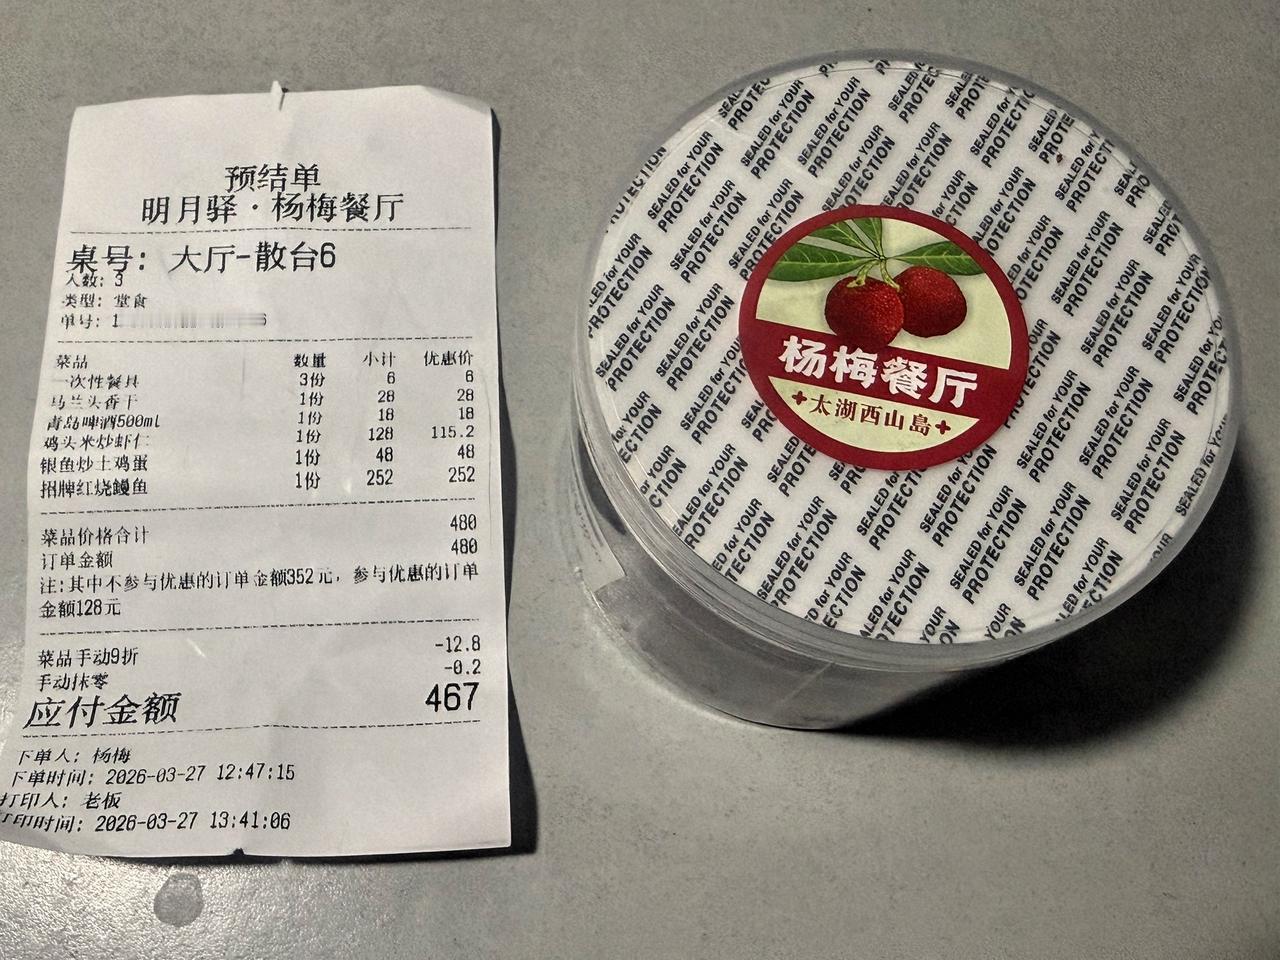 预结单
明月驿·杨梅餐厅
桌号：大厅-散台6
人数：3
类型：堂食
单号：1 6
菜品 数量 小计 优惠价
一次性餐具 3份 6 6
马兰头香干 1份 28 28
青岛啤酒500ml 1份 18 18
鸡头米炒虾仁 1份 128 115.2
银鱼炒土鸡蛋 1份 48 48
招牌红烧鳗鱼 1份 252 252
菜品价格合计 480
订单金额 480
注：其中不参与优惠的订单金额352元，参与优惠的订单
金额128元
菜品手动9折 -12.8
手动抹零 -0.2
应付金额 467
下单人：杨梅
下单时间：2026-03-27 12:47:15
打印人：老板
打印时间：2026-03-27 13:41:06
SEALED for YOUR
PROTECTION
杨梅餐厅
太湖西山島